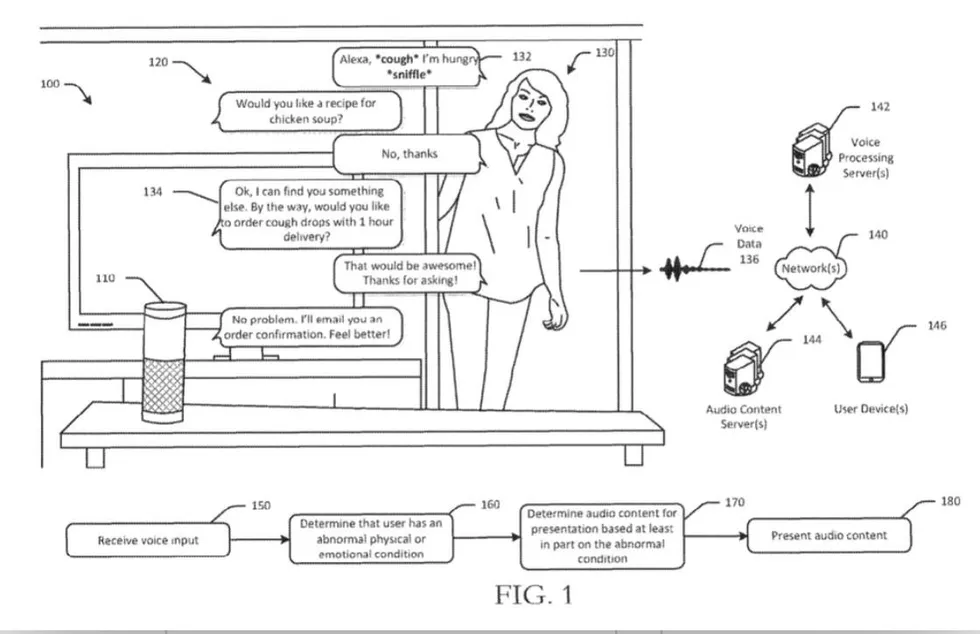 120
Alexa, *cough* I'm hungry
*sniffle*
132
130
100
Would you like a recipe for
chicken soup?
No, thanks
134
Ok, I can find you something
else. By the way, would you like
to order cough drops with 1 hour
delivery?
That would be awesome!
Thanks for asking!
110
No problem. I'll email you an
order confirmation. Feel better!
142
Voice
Processing
Server(s)
Voice
Data
136
140
Network(s)
144
146
Audio Content
Server(s)
User Device(s)
150
Receive voice input
160
Determine that user has an
abnormal physical or
emotional condition
170
Determine audio content for
presentation based at least
in part on the abnormal
condition
180
Present audio content
FIG. 1